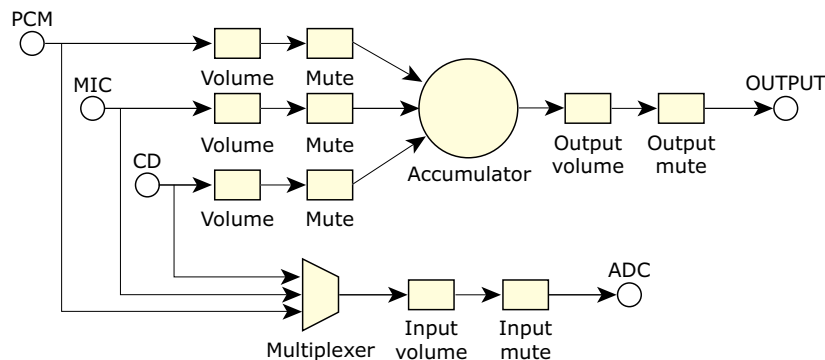 PCM
Volume
Mute
MIC
OUTPUT
Volume
Mute
Output
volume
Output
mute
CD
Accumulator
Volume
Mute
ADC
Multiplexer
Input
volume
Input
mute